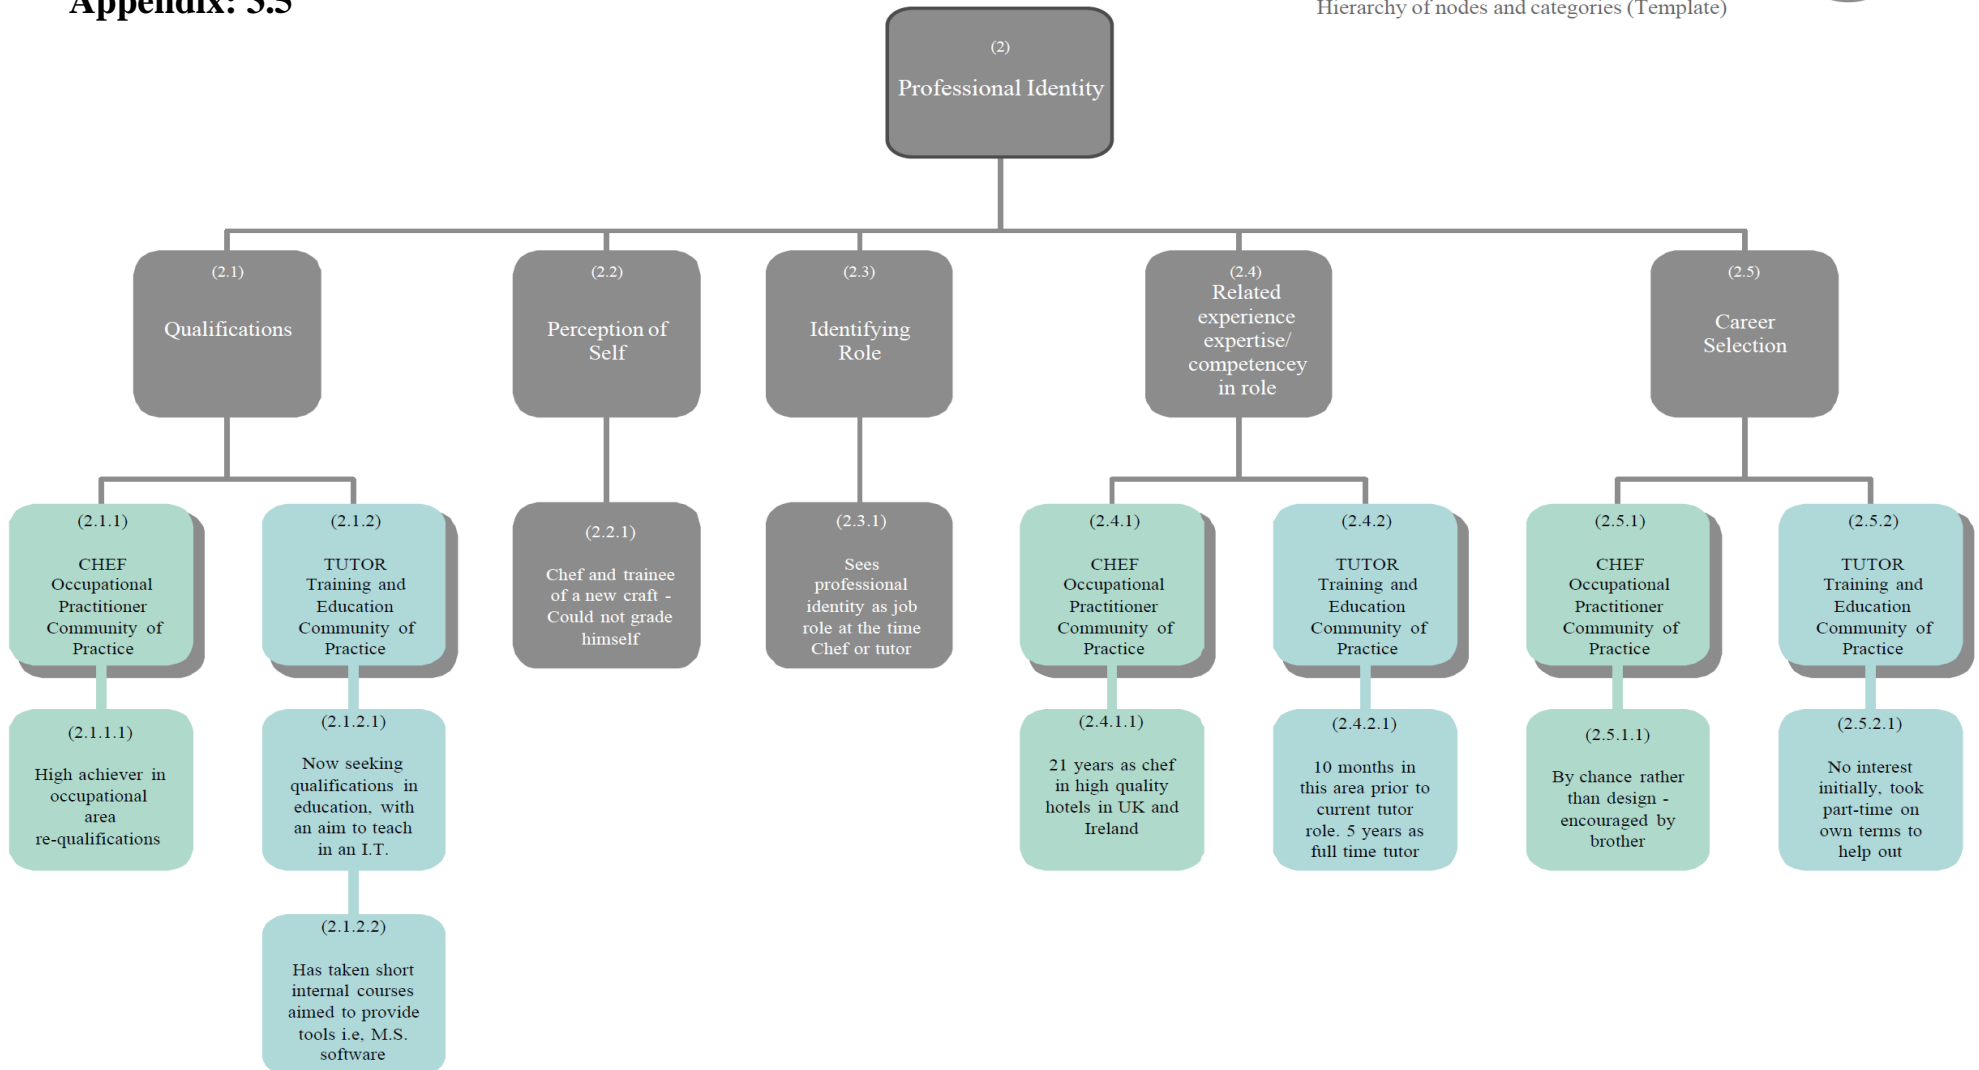 Appendix: 3.5
Hierarchy of nodes and categories (Template)
(2)
Professional Identity
(2.1)
Qualifications
(2.2)
Perception of
Self
(2.3)
Identifying
Role
(2.4)
Related
experience
expertise/
competencey
in role
(2.5)
Career
Selection
(2.1.1)
CHEF
Occupational
Practitioner
Community of
Practice
(2.1.2)
TUTOR
Training and
Education
Community of
Practice
(2.2.1)
Chef and trainee
of a new craft -
Could not grade
himself
(2.3.1)
Sees
professional
identity as job
role at the time
Chef or tutor
(2.4.1)
CHEF
Occupational
Practitioner
Community of
Practice
(2.4.2)
TUTOR
Training and
Education
Community of
Practice
(2.5.1)
CHEF
Occupational
Practitioner
Community of
Practice
(2.5.2)
TUTOR
Training and
Education
Community of
Practice
(2.1.1.1)
High achiever in
occupational
area
re-qualifications
(2.1.2.1)
Now seeking
qualifications in
education, with
an aim to teach
in an I.T.
(2.4.1.1)
21 years as chef
in high quality
hotels in UK and
Ireland
(2.4.2.1)
10 months in
this area prior to
current tutor
role. 5 years as
full time tutor
(2.5.1.1)
By chance rather
than design -
encouraged by
brother
(2.5.2.1)
No interest
initially, took
part-time on
own terms to
help out
(2.1.2.2)
Has taken short
internal courses
aimed to provide
tools i.e, M.S.
software